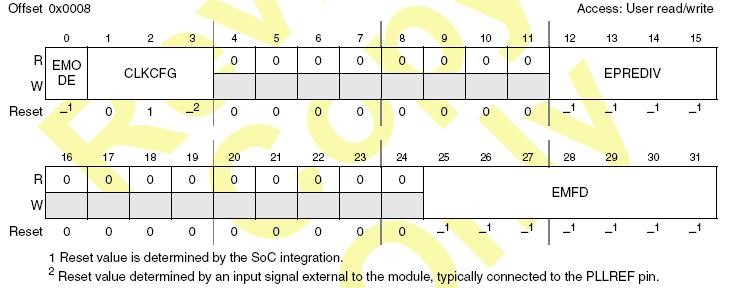 Offset 0x0008 Access: User read/write
0 1 2 3 4 5 6 7 8 9 10 11 12 13 14 15
R EMO DE CLKCFG 0 0 0 0 0 0 0 0 EPREDIV
W
Reset –1 0 1 –2 0 0 0 0 0 0 0 0 –1 –1 –1 –1
16 17 18 19 20 21 22 23 24 25 26 27 28 29 30 31
R 0 0 0 0 0 0 0 0 0 EMFD
W
Reset 0 0 0 0 0 0 0 0 0 –1 –1 –1 –1 –1 –1 –1
1 Reset value is determined by the SoC integration.
2 Reset value determined by an input signal external to the module, typically connected to the PLLREF pin.